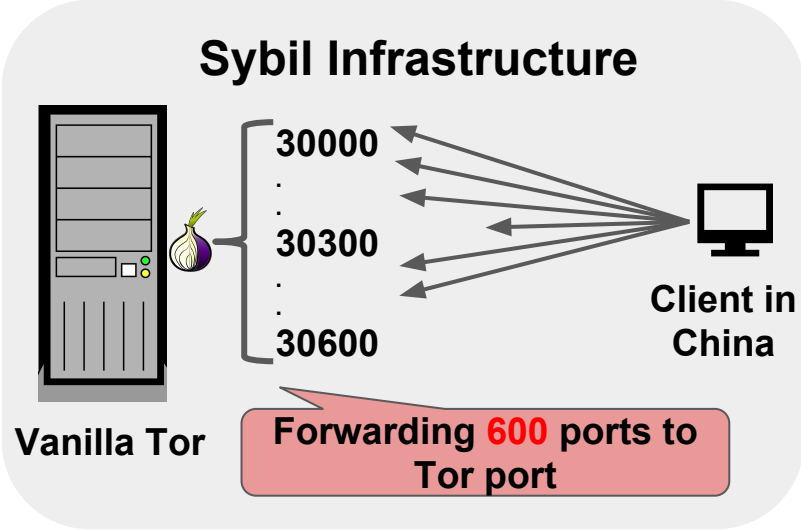 Sybil Infrastructure
30000
.
.
30300
.
.
30600
Client in
China
Vanilla Tor
Forwarding 600 ports to
Tor port